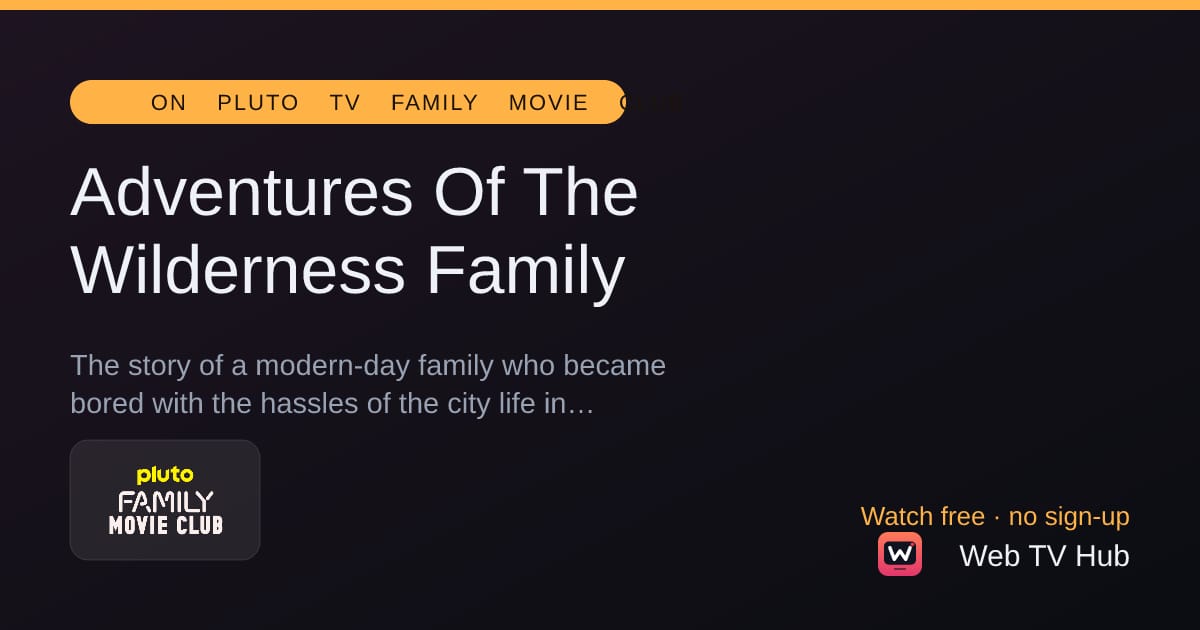 ON PLUTO TV FAMILY MOVIE
Adventures Of The
Wilderness Family
The story of a modern-day family who became
bored with the hassles of the city life in…
pluto
FAMILY
MOVIE CLUB
Watch free · no sign-up
W
Web TV Hub